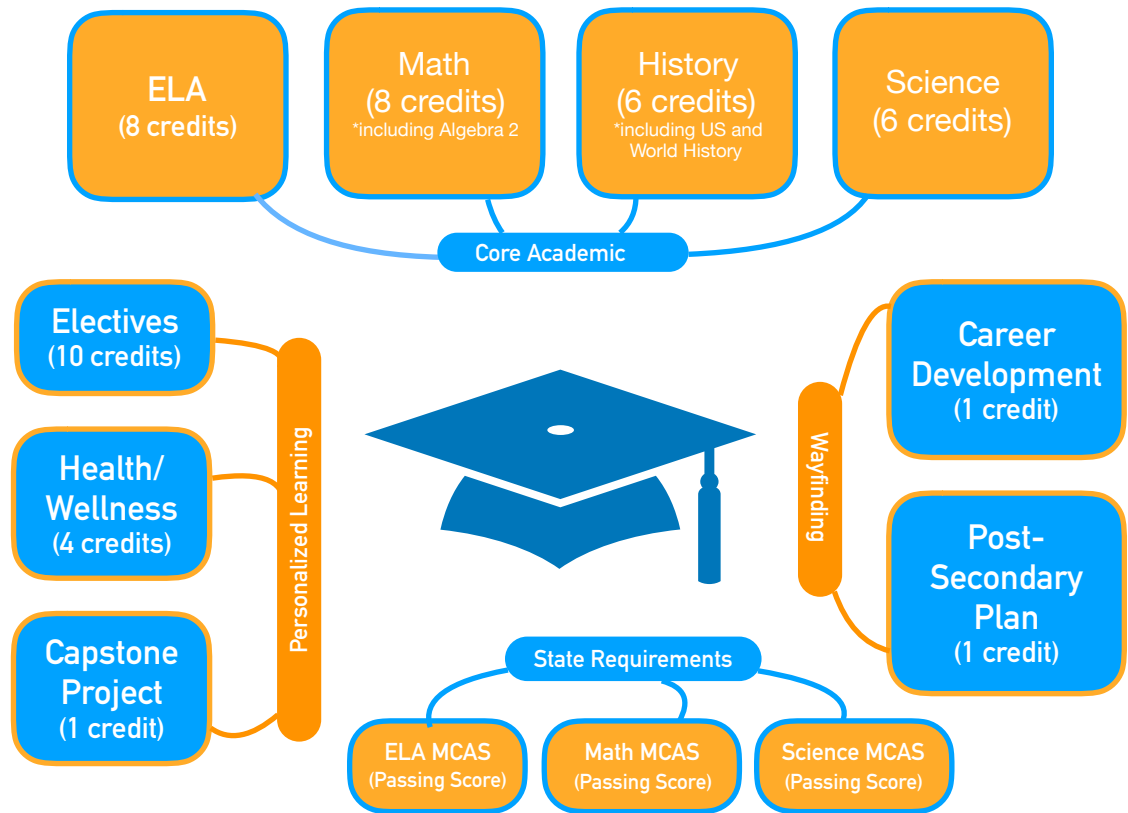 ELA
(8 credits)
Math
(8 credits)
*including Algebra 2
History
(6 credits)
*including US and
World History
Science
(6 credits)
Core Academic
Electives
(10 credits)
Health/
Wellness
(4 credits)
Capstone
Project
(1 credit)
Personalized Learning
Wayfinding
Career
Development
(1 credit)
Post-
Secondary
Plan
(1 credit)
State Requirements
ELA MCAS
(Passing Score)
Math MCAS
(Passing Score)
Science MCAS
(Passing Score)